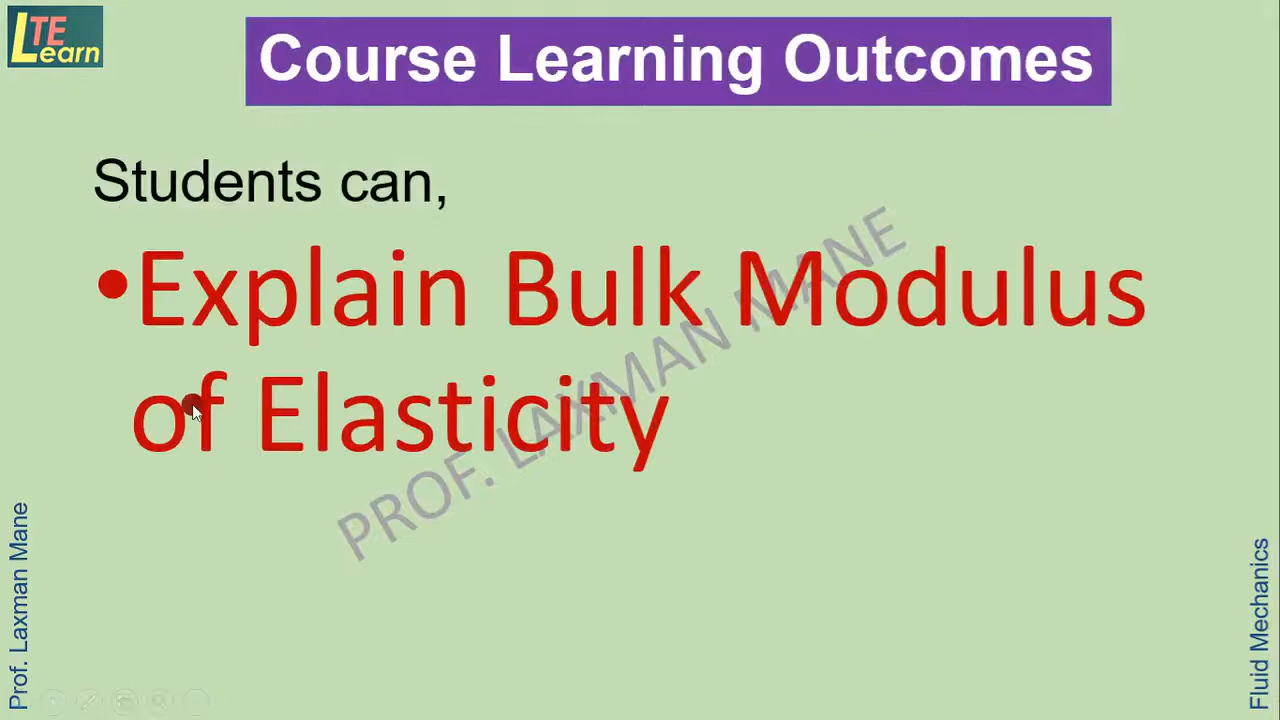 LTE Learn
Course Learning Outcomes
Students can,
•Explain Bulk Modulus
of Elasticity
PROF. LAXMAN MANE
Prof. Laxman Mane
Fluid Mechanics